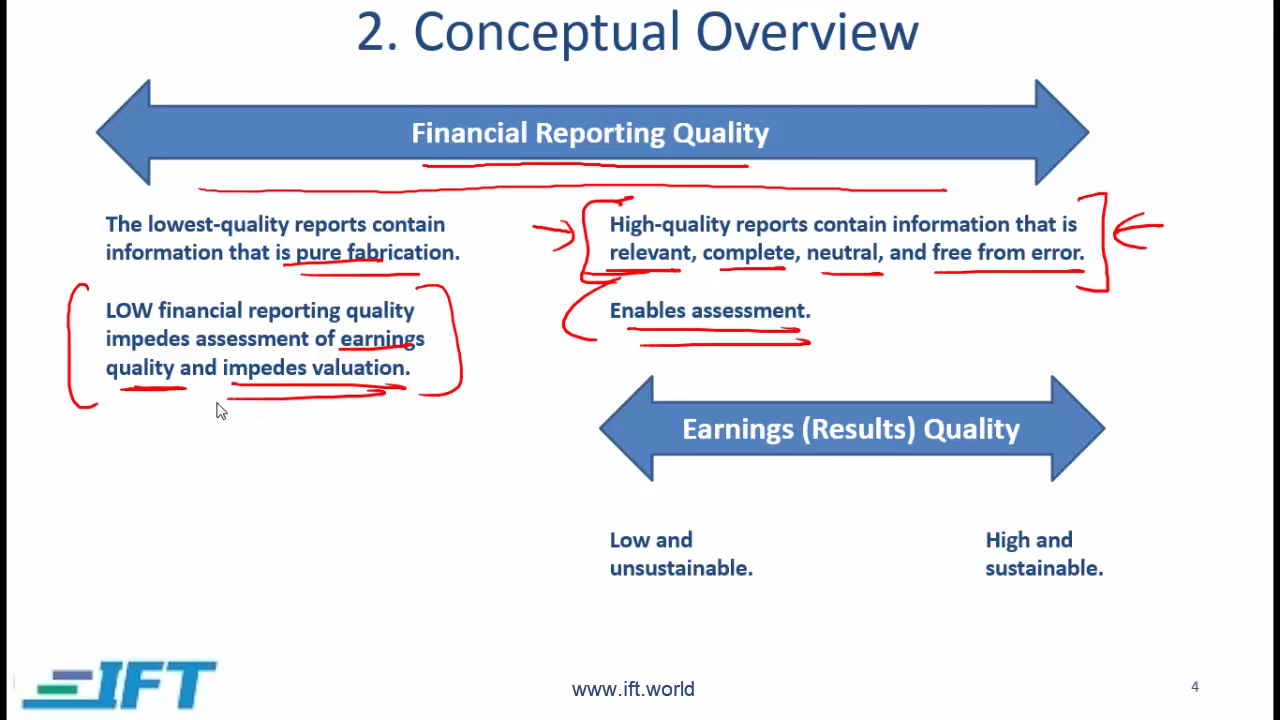 2. Conceptual Overview
Financial Reporting Quality
The lowest-quality reports contain
information that is pure fabrication.
LOW financial reporting quality
impedes assessment of earnings
quality and impedes valuation.
High-quality reports contain information that is
relevant, complete, neutral, and free from error.
Enables assessment.
Earnings (Results) Quality
Low and
unsustainable.
High and
sustainable.
IFT
www.ift.world
4